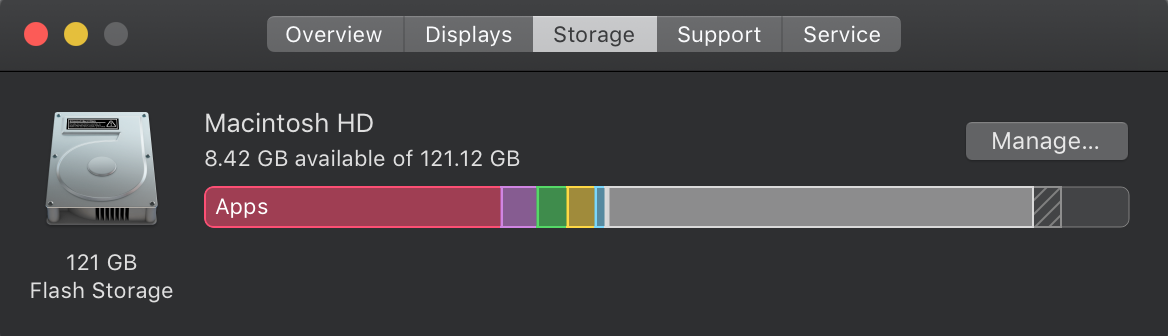 Overview Displays Storage Support Service
Macintosh HD
8.42 GB available of 121.12 GB
Manage...
Apps
121 GB
Flash Storage